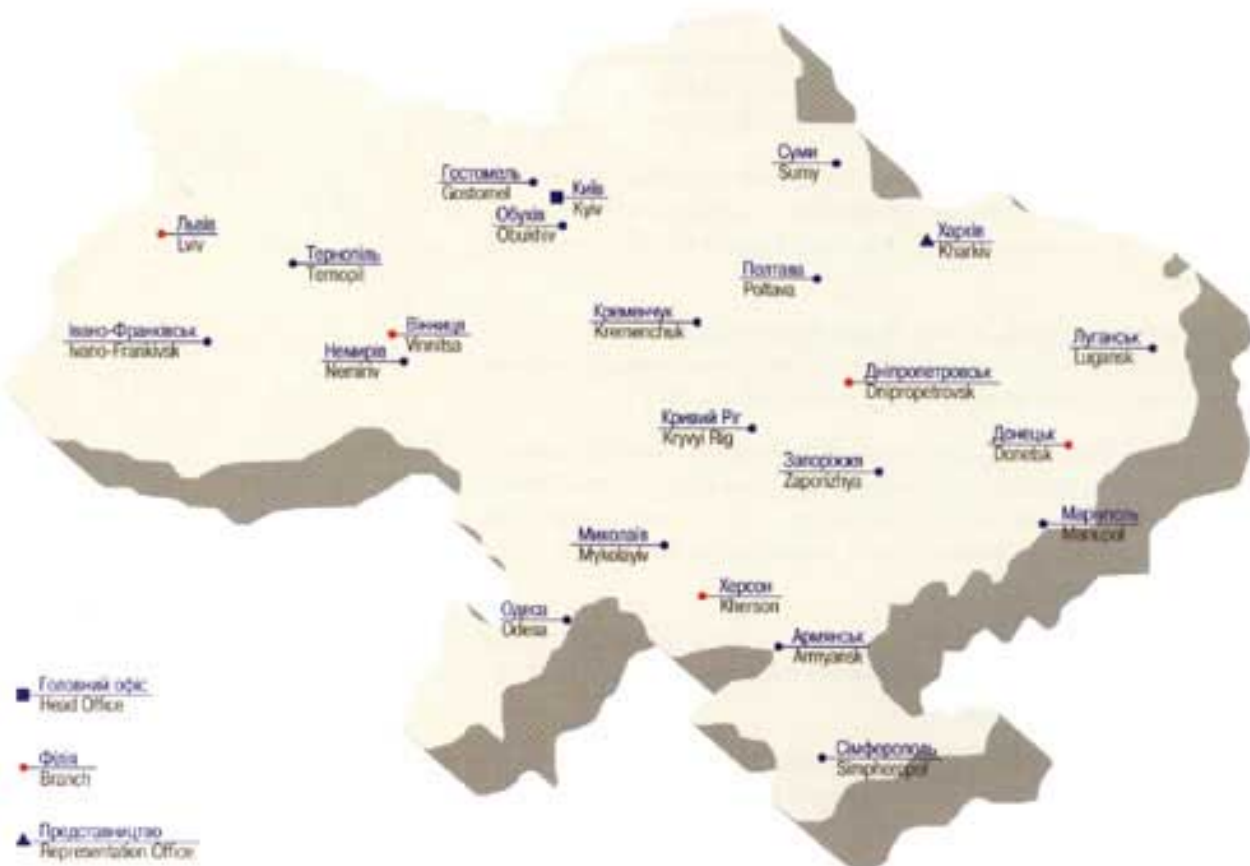 Суми
Sumy
Гостомель
Gostomel
Київ
Kyiv
Обухів
Obukhiv
Львів
Lviv
Харків
Kharkiv
Тернопіль
Ternopil
Полтава
Poltava
Кременчук
Kremenchuk
Вінниця
Vinnitsa
Івано-Франківськ
Ivano-Frankivsk
Немирів
Nemiriv
Луганськ
Lugansk
Дніпропетровськ
Dnipropetrovsk
Кривий Ріг
Kryvyi Rig
Донецьк
Donetsk
Запоріжжя
Zaporizhya
Маріуполь
Mariupol
Миколаїв
Mykolayiv
Херсон
Kherson
Одеса
Odesa
Армянськ
Armyansk
Сімферополь
Simpheropol
Головний офіс
Head Office
Філія
Branch
Представництво
Representation Office